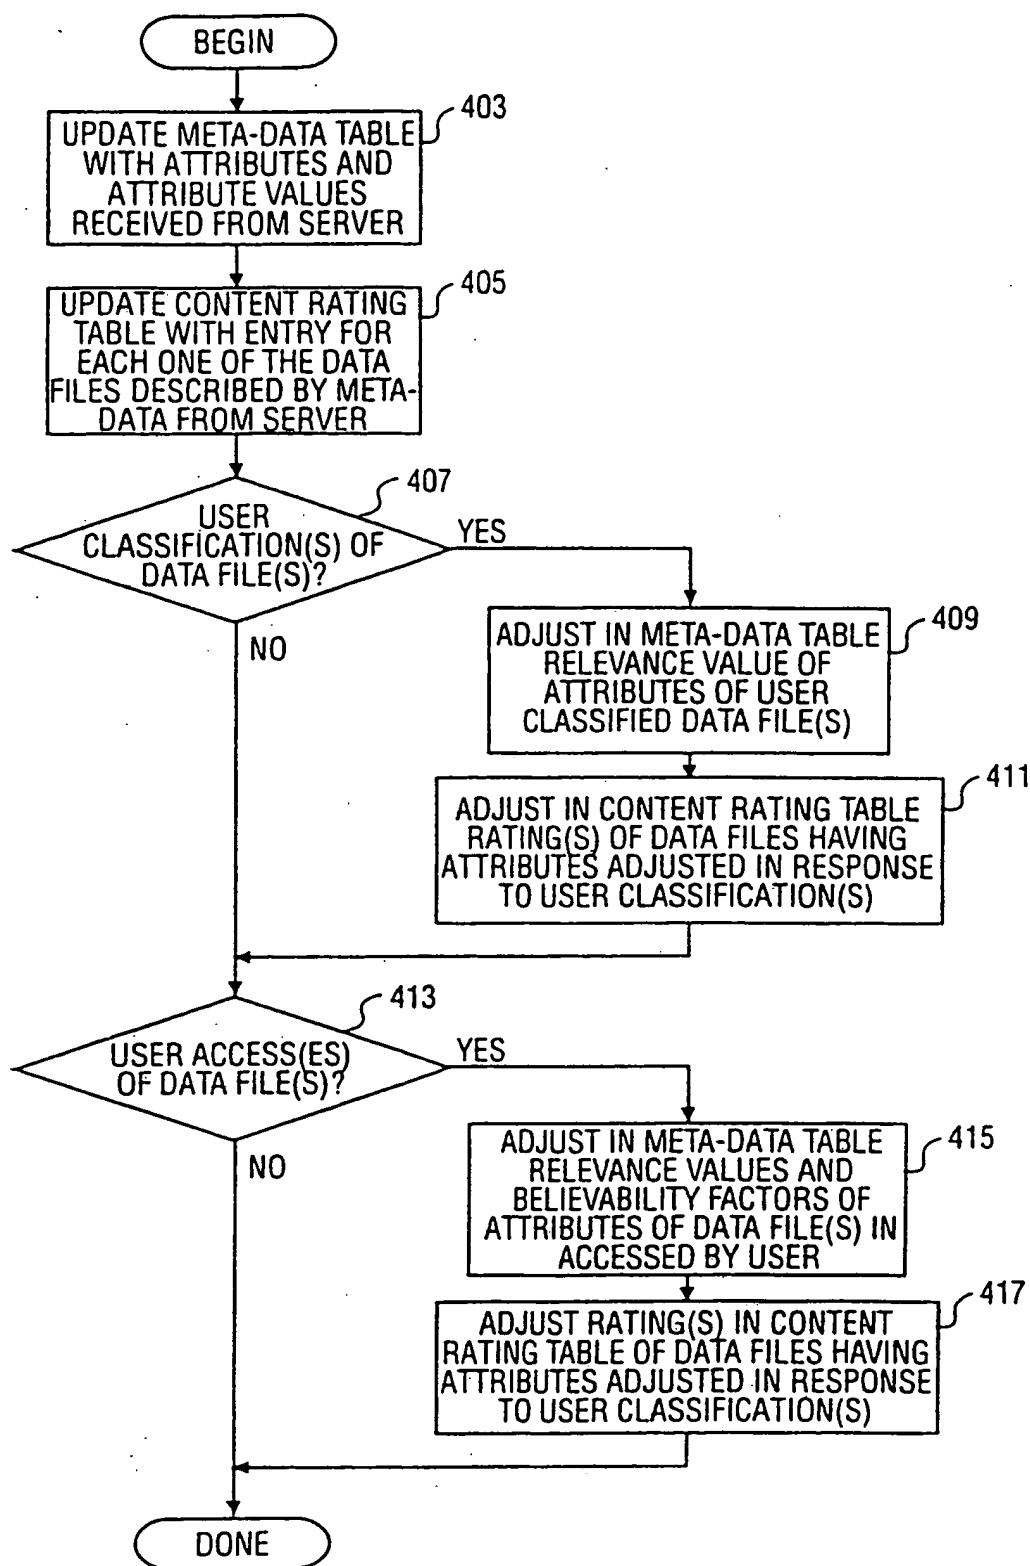 BEGIN
403
UPDATE META-DATA TABLE
WITH ATTRIBUTES AND
ATTRIBUTE VALUES
RECEIVED FROM SERVER
405
UPDATE CONTENT RATING
TABLE WITH ENTRY FOR
EACH ONE OF THE DATA
FILES DESCRIBED BY META-
DATA FROM SERVER
407
USER
CLASSIFICATION(S) OF
DATA FILE(S)?
YES
NO
409
ADJUST IN META-DATA TABLE
RELEVANCE VALUE OF
ATTRIBUTES OF USER
CLASSIFIED DATA FILE(S)
411
ADJUST IN CONTENT RATING TABLE
RATING(S) OF DATA FILES HAVING
ATTRIBUTES ADJUSTED IN RESPONSE
TO USER CLASSIFICATION(S)
413
USER ACCESS(ES)
OF DATA FILE(S)?
YES
NO
415
ADJUST IN META-DATA TABLE
RELEVANCE VALUES AND
BELIEVABILITY FACTORS OF
ATTRIBUTES OF DATA FILE(S) IN
ACCESSED BY USER
417
ADJUST RATING(S) IN CONTENT
RATING TABLE OF DATA FILES HAVING
ATTRIBUTES ADJUSTED IN RESPONSE
TO USER CLASSIFICATION(S)
DONE